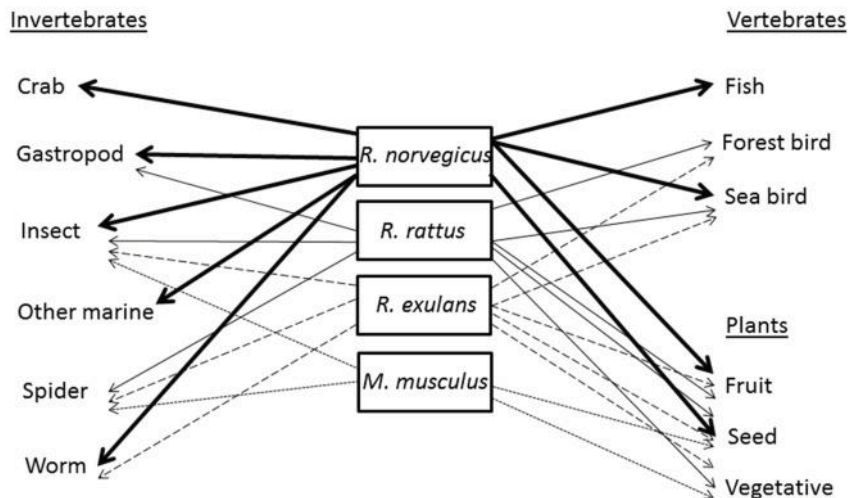 Invertebrates
Crab
Gastropod
Insect
Other marine
Spider
Worm
R. norvegicus
R. rattus
R. exulans
M. musculus
Vertebrates
Fish
Forest bird
Sea bird
Plants
Fruit
Seed
Vegetative